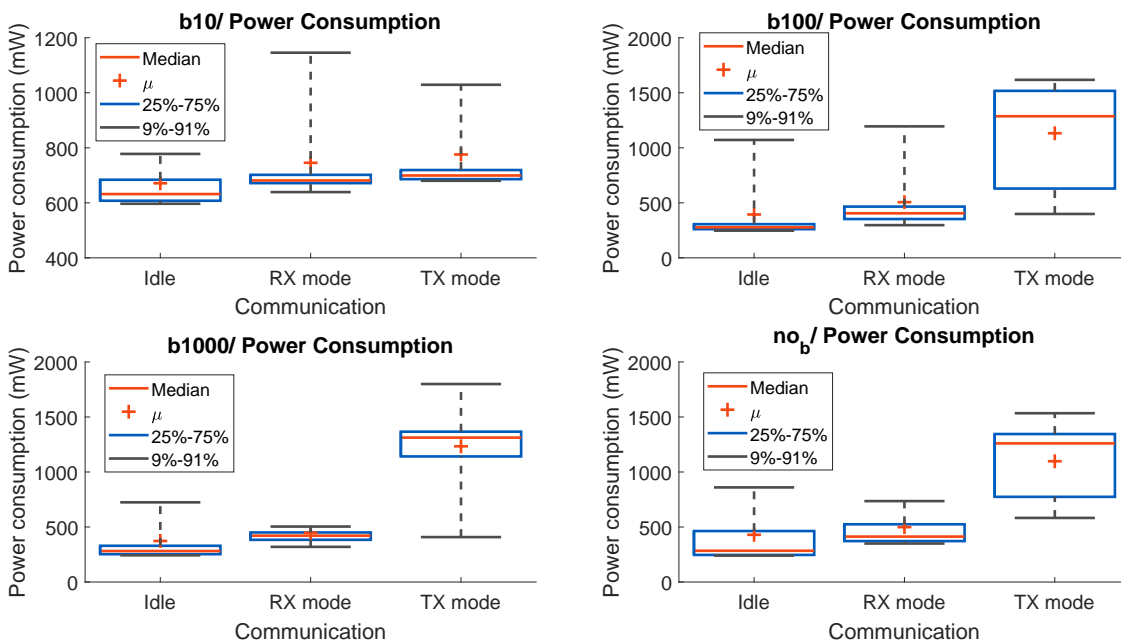 b10/ Power Consumption
Power consumption (mW)
1200
1000
800
600
400
Median
μ
25%-75%
9%-91%
Idle
RX mode
TX mode
Communication
b100/ Power Consumption
Power consumption (mW)
2000
1500
1000
500
0
Median
μ
25%-75%
9%-91%
Idle
RX mode
TX mode
Communication
b1000/ Power Consumption
Power consumption (mW)
2000
1500
1000
500
0
Median
μ
25%-75%
9%-91%
Idle
RX mode
TX mode
Communication
no_b/ Power Consumption
Power consumption (mW)
2000
1500
1000
500
0
Median
μ
25%-75%
9%-91%
Idle
RX mode
TX mode
Communication